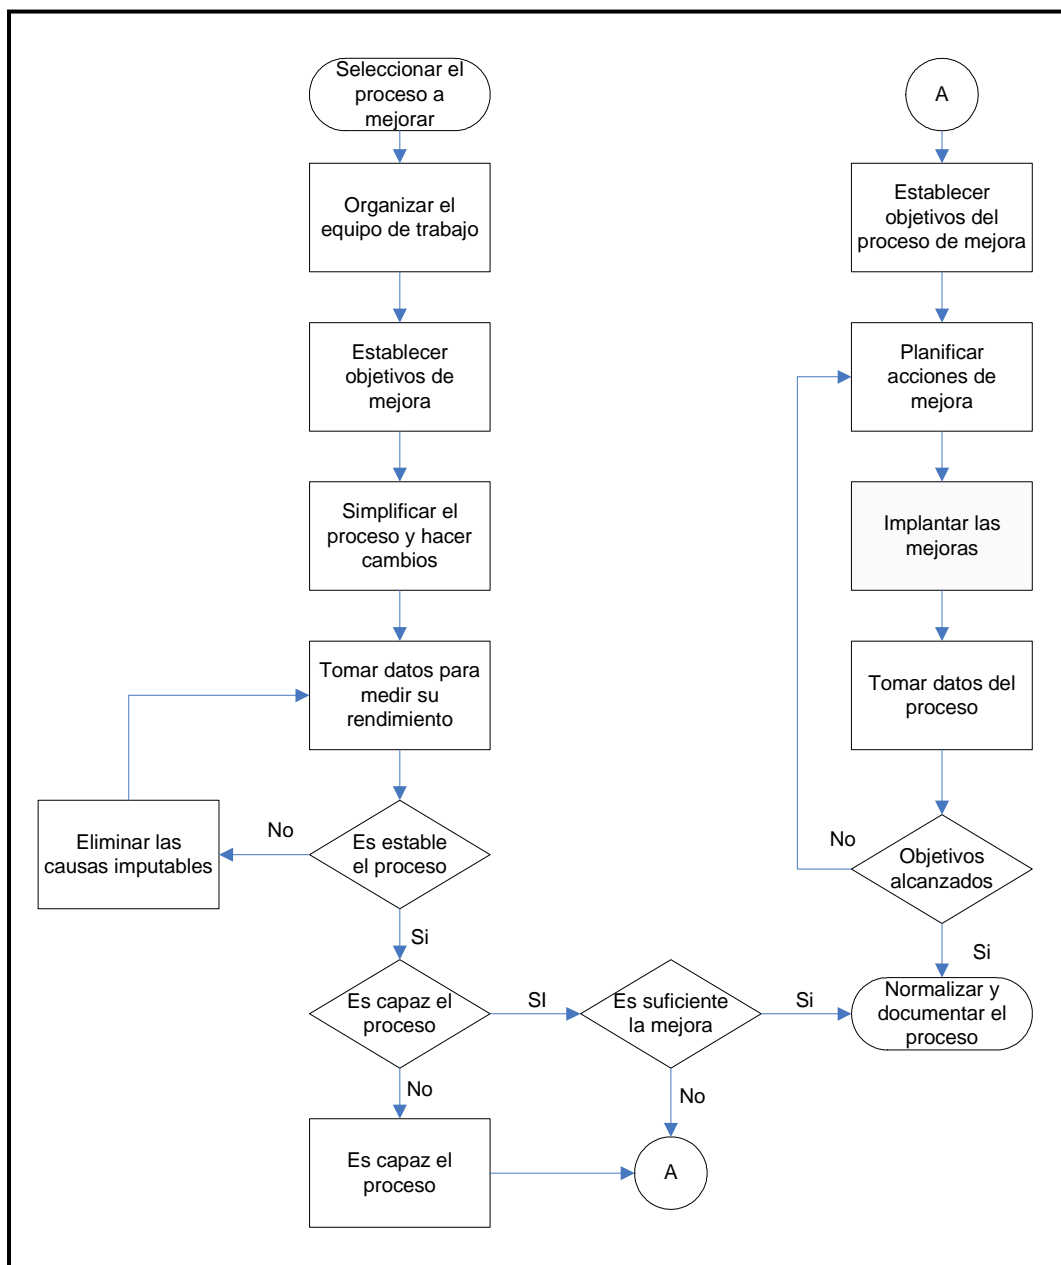 Seleccionar el
proceso a
mejorar
Organizar el
equipo de trabajo
Establecer
objetivos de
mejora
Simplificar el
proceso y hacer
cambios
Tomar datos para
medir su
rendimiento
No
Eliminar las
causas imputables
Es estable
el proceso
Si
Es capaz el
proceso
SI
Es suficiente
la mejora
Si
No
No
Es capaz el
proceso
A
A
Establecer
objetivos del
proceso de mejora
Planificar
acciones de
mejora
Implantar las
mejoras
Tomar datos del
proceso
No
Objetivos
alcanzados
Si
Normalizar y
documentar el
proceso